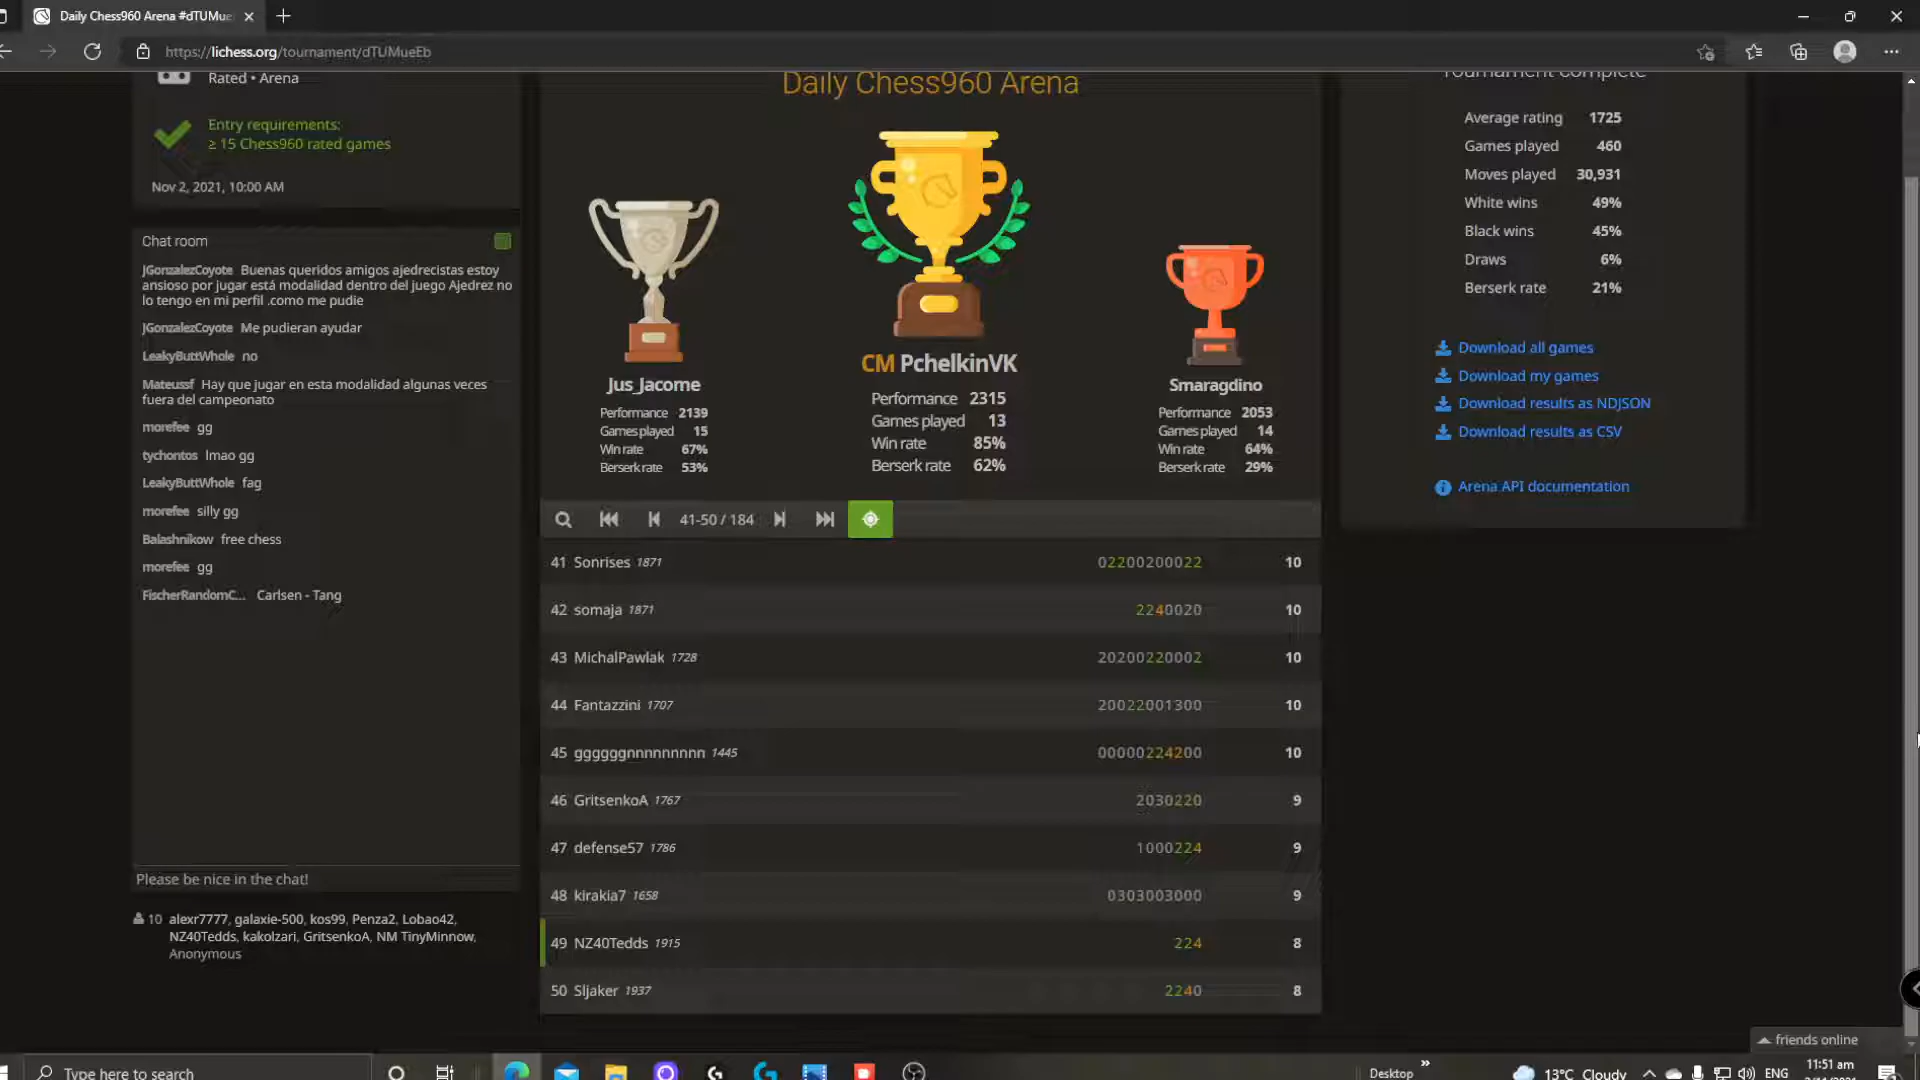 Daily Chess960 Arena #dTUMue
https://lichess.org/tournament/dTUMueEb
Rated • Arena
Entry requirements:
≥ 15 Chess960 rated games
Nov 2, 2021, 10:00 AM
Chat room
JGonzalezCoyote Buenas queridos amigos ajedrecistas estoy
ansioso por jugar está modalidad dentro del juego Ajedrez no
lo tengo en mi perfil .como me pudie
JGonzalezCoyote Me pudieran ayudar
LeakyButtWhole no
Mateussf Hay que jugar en esta modalidad algunas veces
fuera del campeonato
morefee gg
tychontos lmao gg
LeakyButtWhole fag
morefee silly gg
Balashnikow free chess
morefee gg
FischerRandomC... Carlsen - Tang
Please be nice in the chat!
10 alexr7777, galaxie-500, kos99, Penza2, Lobao42,
NZ40Tedds, kakolzari, GritsenkoA, NM TinyMinnow,
Anonymous
Daily Chess960 Arena
Jus_Jacome
Performance 2139
Games played 15
Win rate 67%
Berserk rate 53%
CM PchelkinVK
Performance 2315
Games played 13
Win rate 85%
Berserk rate 62%
Smaragdino
Performance 2053
Games played 14
Win rate 64%
Berserk rate 29%
41-50 / 184
41 Sonrises 1871 02200200022 10
42 somaja 1871 2240020 10
43 MichalPawlak 1728 20200220002 10
44 Fantazzini 1707 20022001300 10
45 ggggggnnnnnnnnn 1445 00000224200 10
46 GritsenkoA 1767 2030220 9
47 defense57 1786 1000224 9
48 kirakia7 1658 0303003000 9
49 NZ40Tedds 1915 224 8
50 Sljaker 1937 2240 8
Tournament complete
Average rating 1725
Games played 460
Moves played 30,931
White wins 49%
Black wins 45%
Draws 6%
Berserk rate 21%
Download all games
Download my games
Download results as NDJSON
Download results as CSV
Arena API documentation
friends online
Type here to search
Desktop
13°C Cloudy
ENG
11:51 am